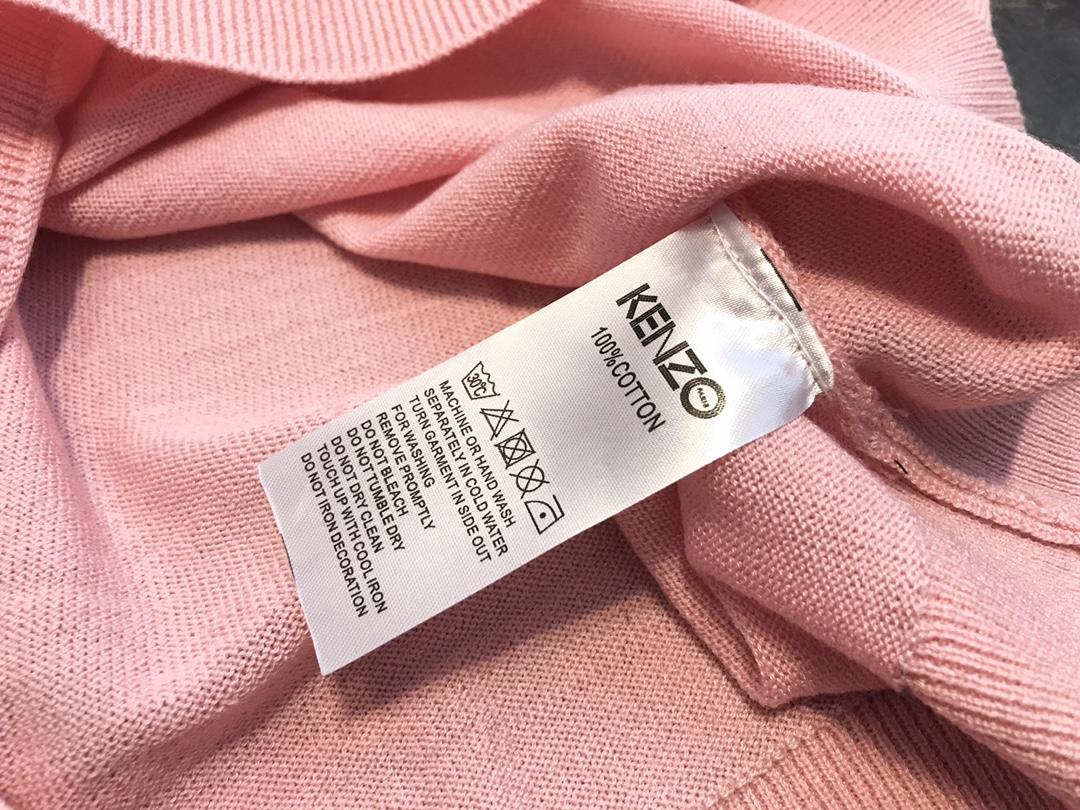 KENZO
PARIS
100%COTTON
30℃
MACHINE OR HAND WASH
SEPARATELY IN COLD WATER
TURN GARMENT IN SIDE OUT
FOR WASHING
REMOVE PROMPTLY
DO NOT BLEACH
DO NOT TUMBLE DRY
DO NOT DRY CLEAN
TOUCH UP WITH COOL IRON
DO NOT IRON DECORATION